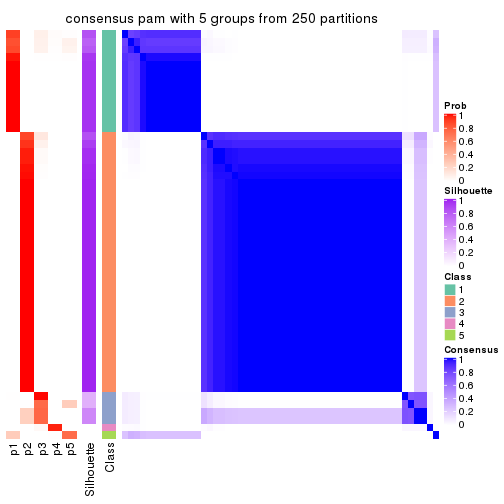 consensus pam with 5 groups from 250 partitions
Prob
1
0.8
0.6
0.4
0.2
0
Silhouette
1
0.8
0.6
0.4
0.2
0
Class
1
2
3
4
5
Consensus
1
0.8
0.6
0.4
0.2
0
p1
p2
p3
p4
p5
Silhouette
Class